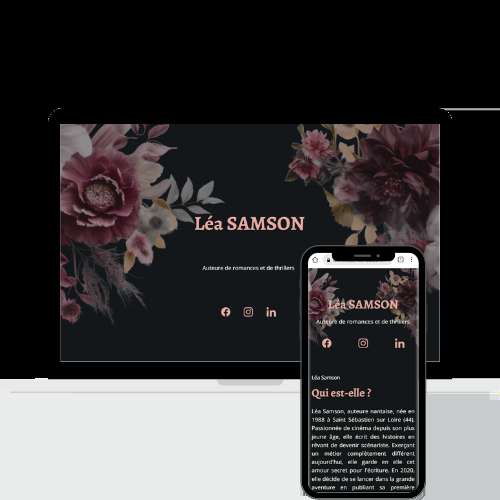 Léa SAMSON
Auteure de romances et de thrillers
Léa SAMSON
Auteure de romances et de thrillers
Léa Samson
Qui est-elle ?
Léa Samson, auteure nantaise, née en
1988 à Saint Sébastien sur Loire (44).
Passionnée de cinéma depuis son plus
jeune âge, elle écrit des histoires en
rêvant de devenir scénariste. Exerçant
un métier complètement différent
aujourd'hui, elle garde en elle cet
amour secret pour l'écriture. En 2020,
elle décide de se lancer dans la grande
aventure en publiant sa première